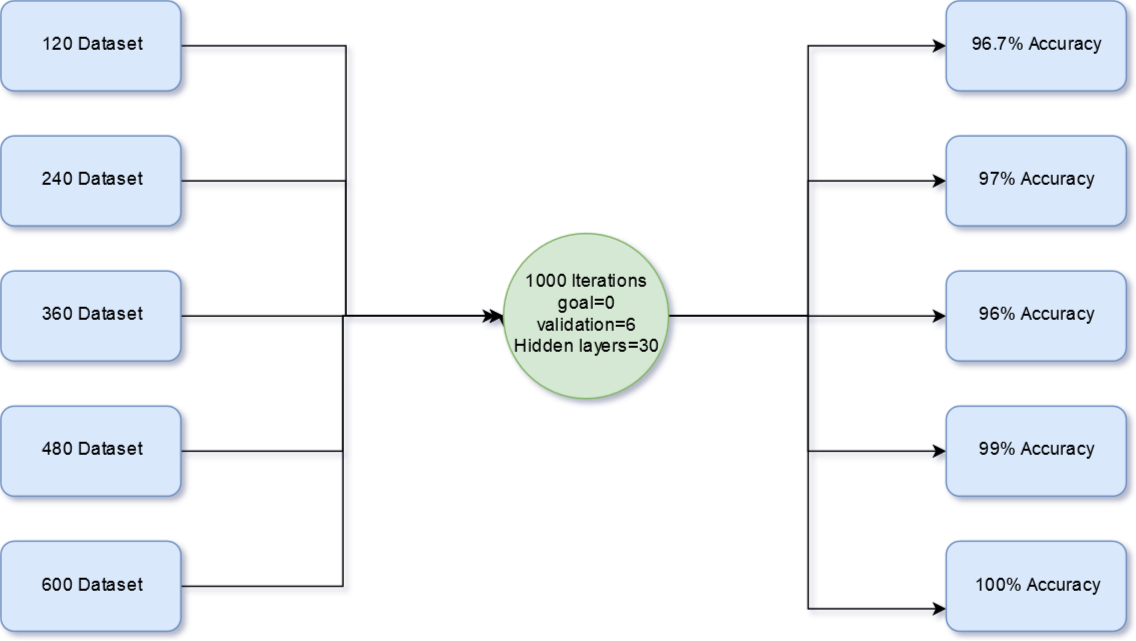 120 Dataset
240 Dataset
360 Dataset
480 Dataset
600 Dataset
1000 Iterations
goal=0
validation=6
Hidden layers=30
96.7% Accuracy
97% Accuracy
96% Accuracy
99% Accuracy
100% Accuracy